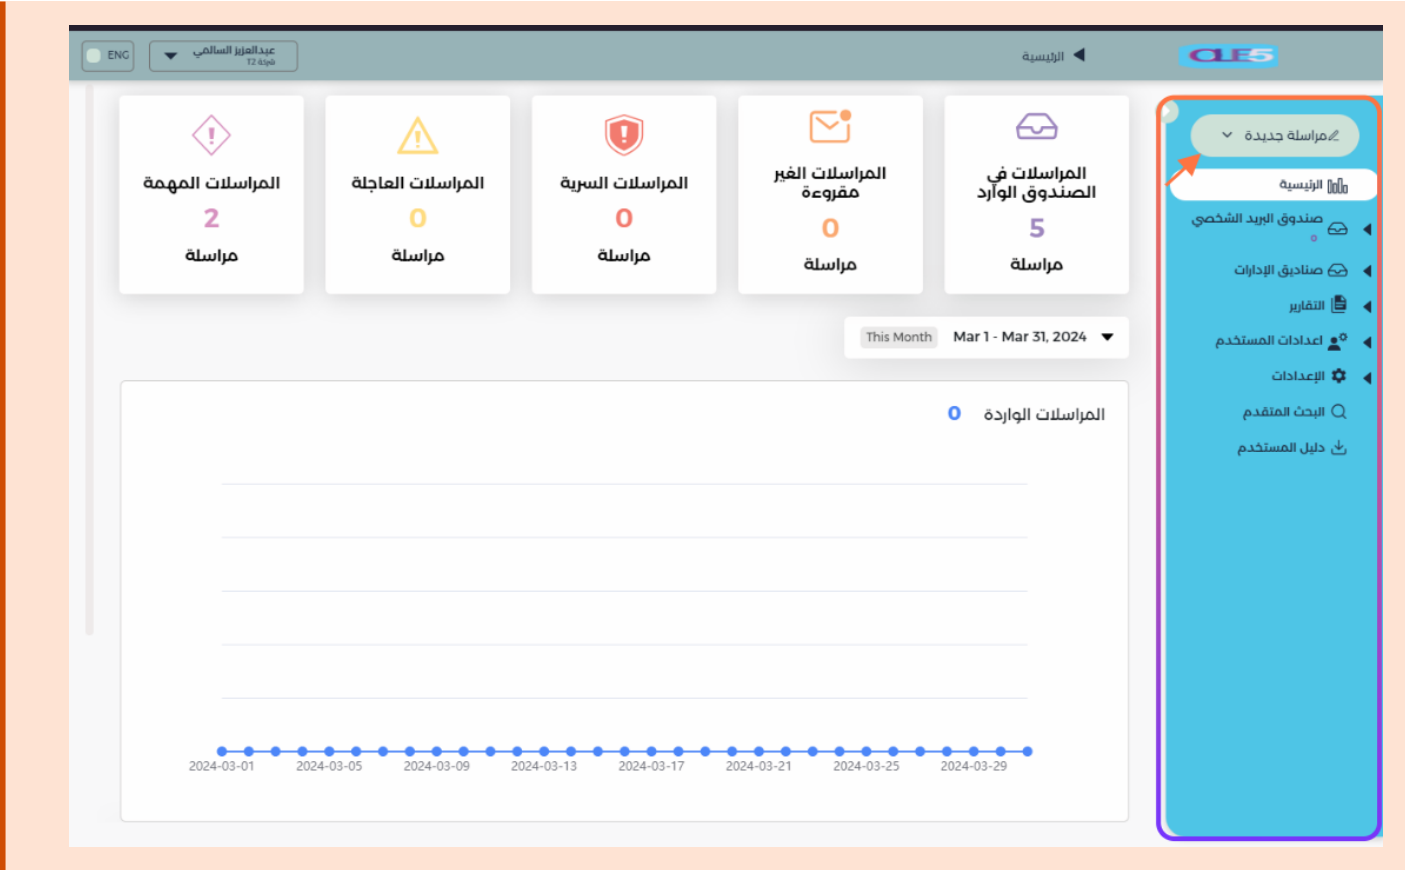 CLE5
الرئيسية
عبدالعزيز السالمي
شركة T2
ENG
مراسلة جديدة
الرئيسية
صندوق البريد الشخصي
صناديق الإدارات
التقارير
اعدادات المستخدم
الإعدادات
البحث المتقدم
دليل المستخدم
المراسلات في
الصندوق الوارد
5
مراسلة
المراسلات الغير
مقروءة
0
مراسلة
المراسلات السرية
0
مراسلة
المراسلات العاجلة
0
مراسلة
المراسلات المهمة
2
مراسلة
This Month Mar 1 - Mar 31, 2024
المراسلات الواردة 0
2024-03-01 2024-03-05 2024-03-09 2024-03-13 2024-03-17 2024-03-21 2024-03-25 2024-03-29